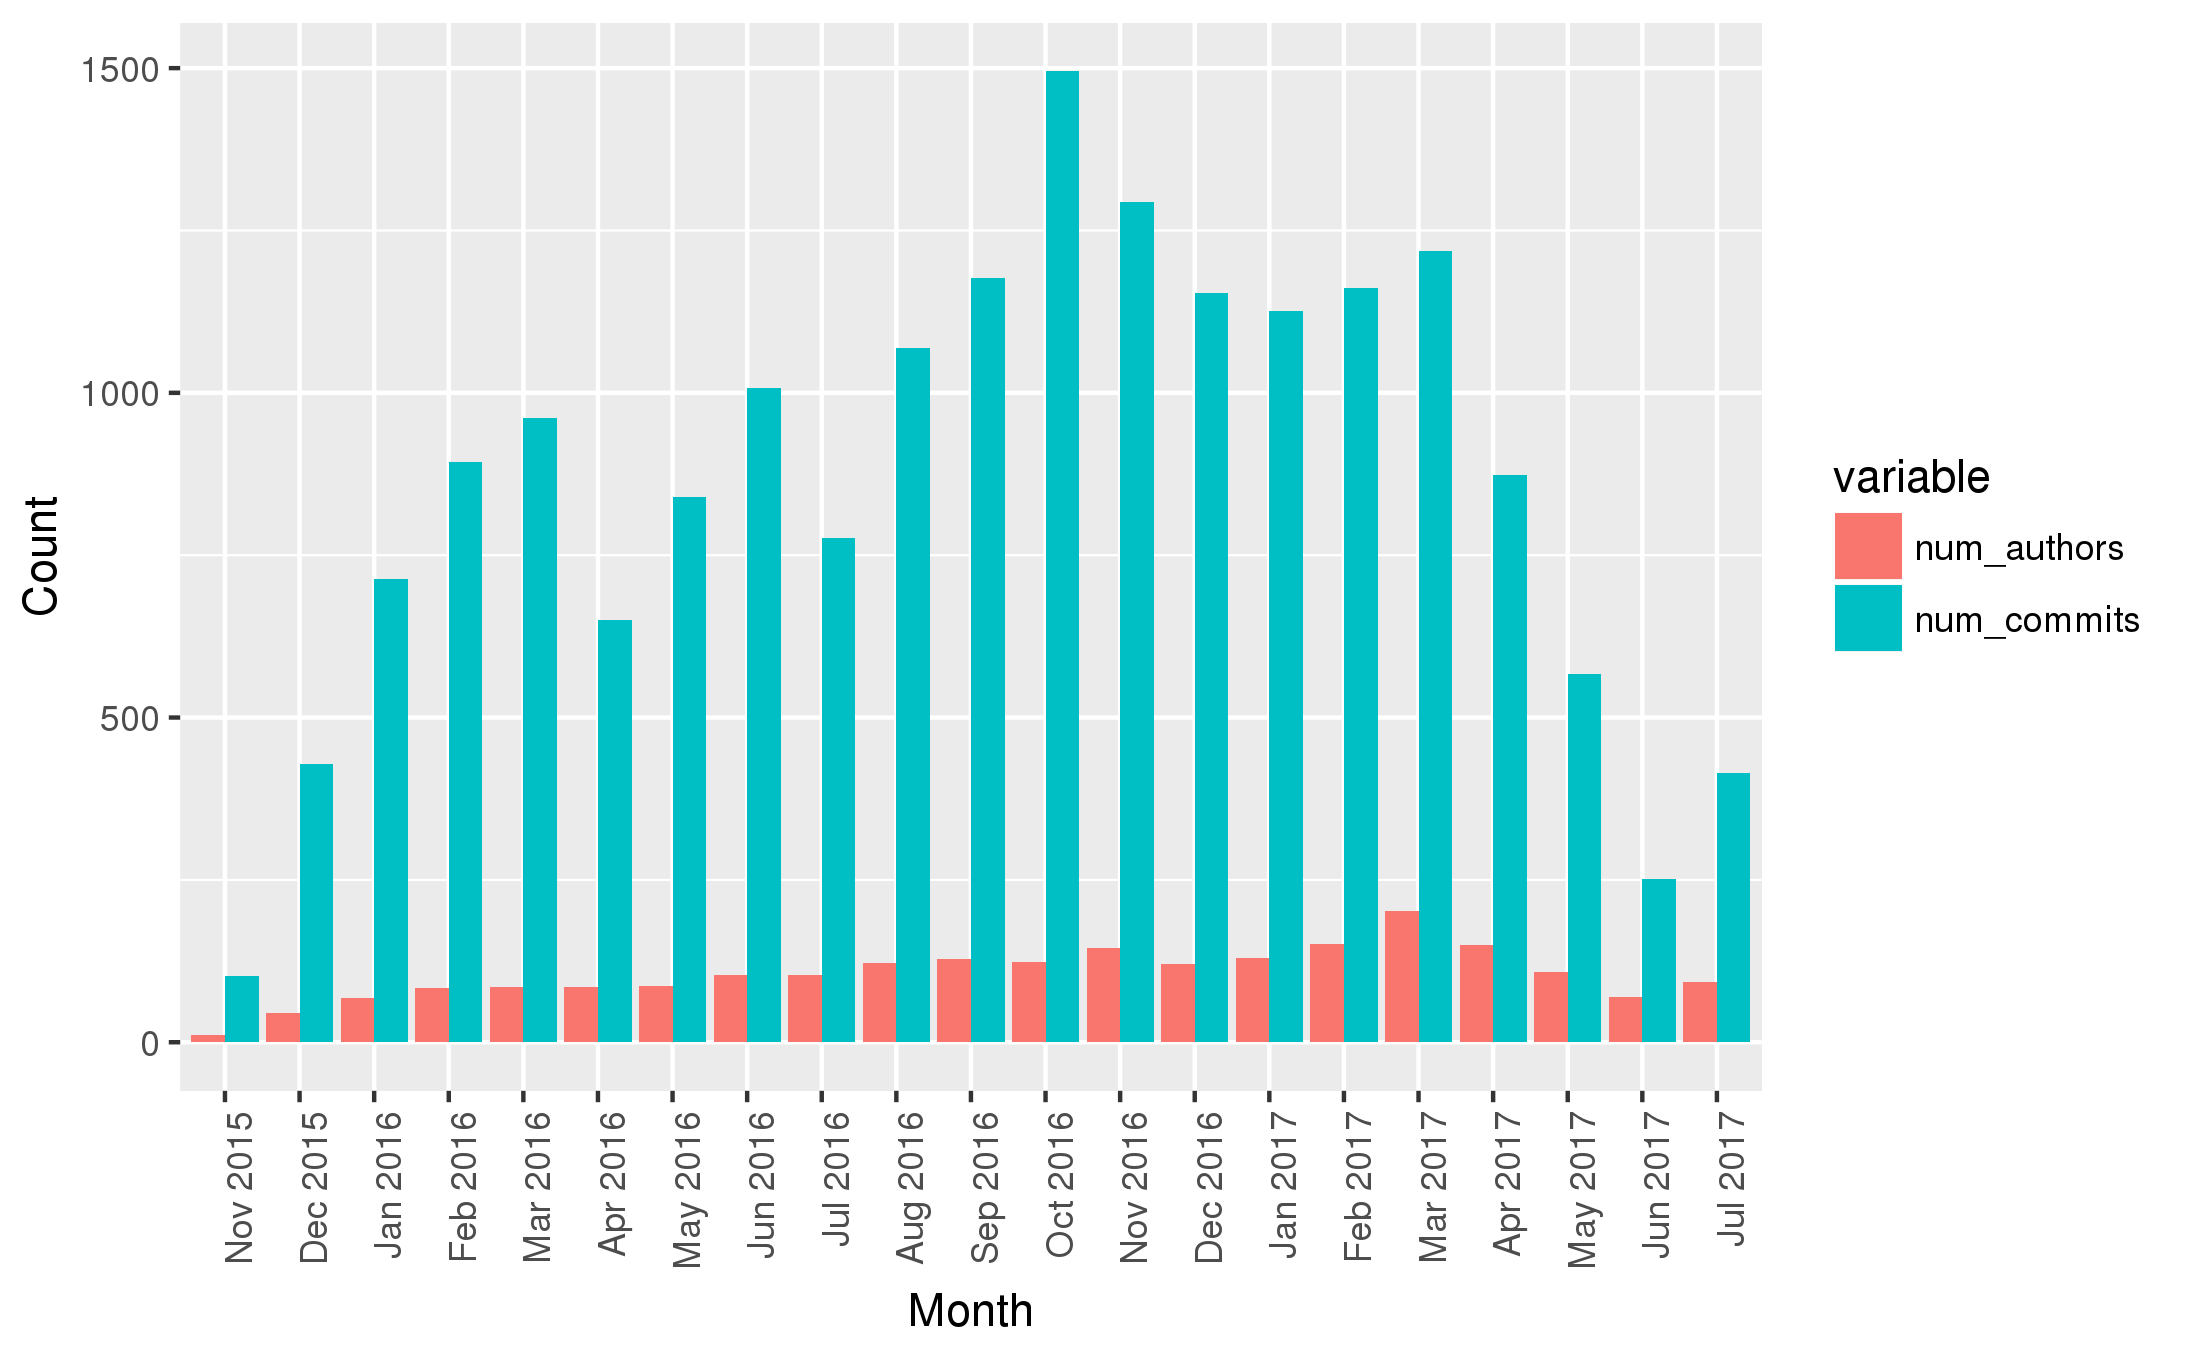 1500
1000
500
0
Count
Nov 2015
Dec 2015
Jan 2016
Feb 2016
Mar 2016
Apr 2016
May 2016
Jun 2016
Jul 2016
Aug 2016
Sep 2016
Oct 2016
Nov 2016
Dec 2016
Jan 2017
Feb 2017
Mar 2017
Apr 2017
May 2017
Jun 2017
Jul 2017
Month
variable
num_authors
num_commits